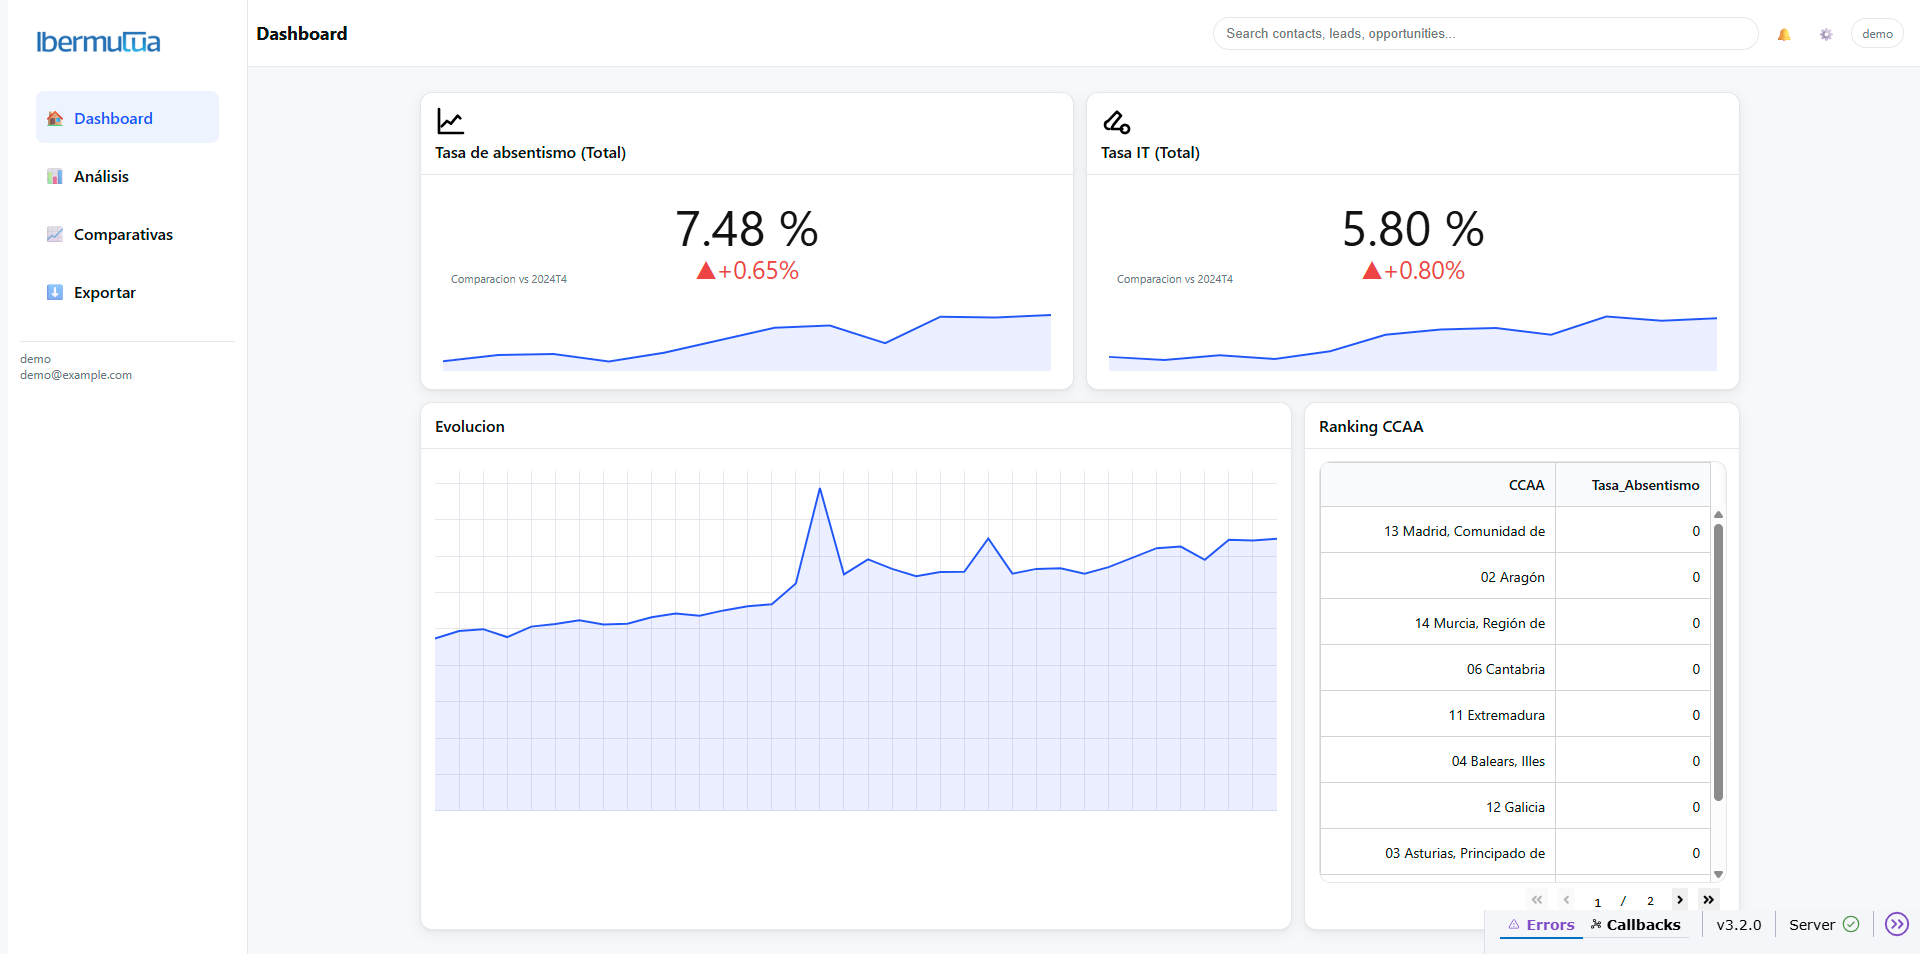 Ibermutua
Dashboard
Search contacts, leads, opportunities...
demo
Dashboard
Análisis
Comparativas
Exportar
demo
demo@example.com
Tasa de absentismo (Total)
7.48 %
▲+0.65%
Comparacion vs 2024T4
Tasa IT (Total)
5.80 %
▲+0.80%
Comparacion vs 2024T4
Evolucion
Ranking CCAA
CCAA Tasa_Absentismo
13 Madrid, Comunidad de 0
02 Aragón 0
14 Murcia, Región de 0
06 Cantabria 0
11 Extremadura 0
04 Balears, Illes 0
12 Galicia 0
03 Asturias, Principado de 0
1 / 2
Errors Callbacks v3.2.0 Server